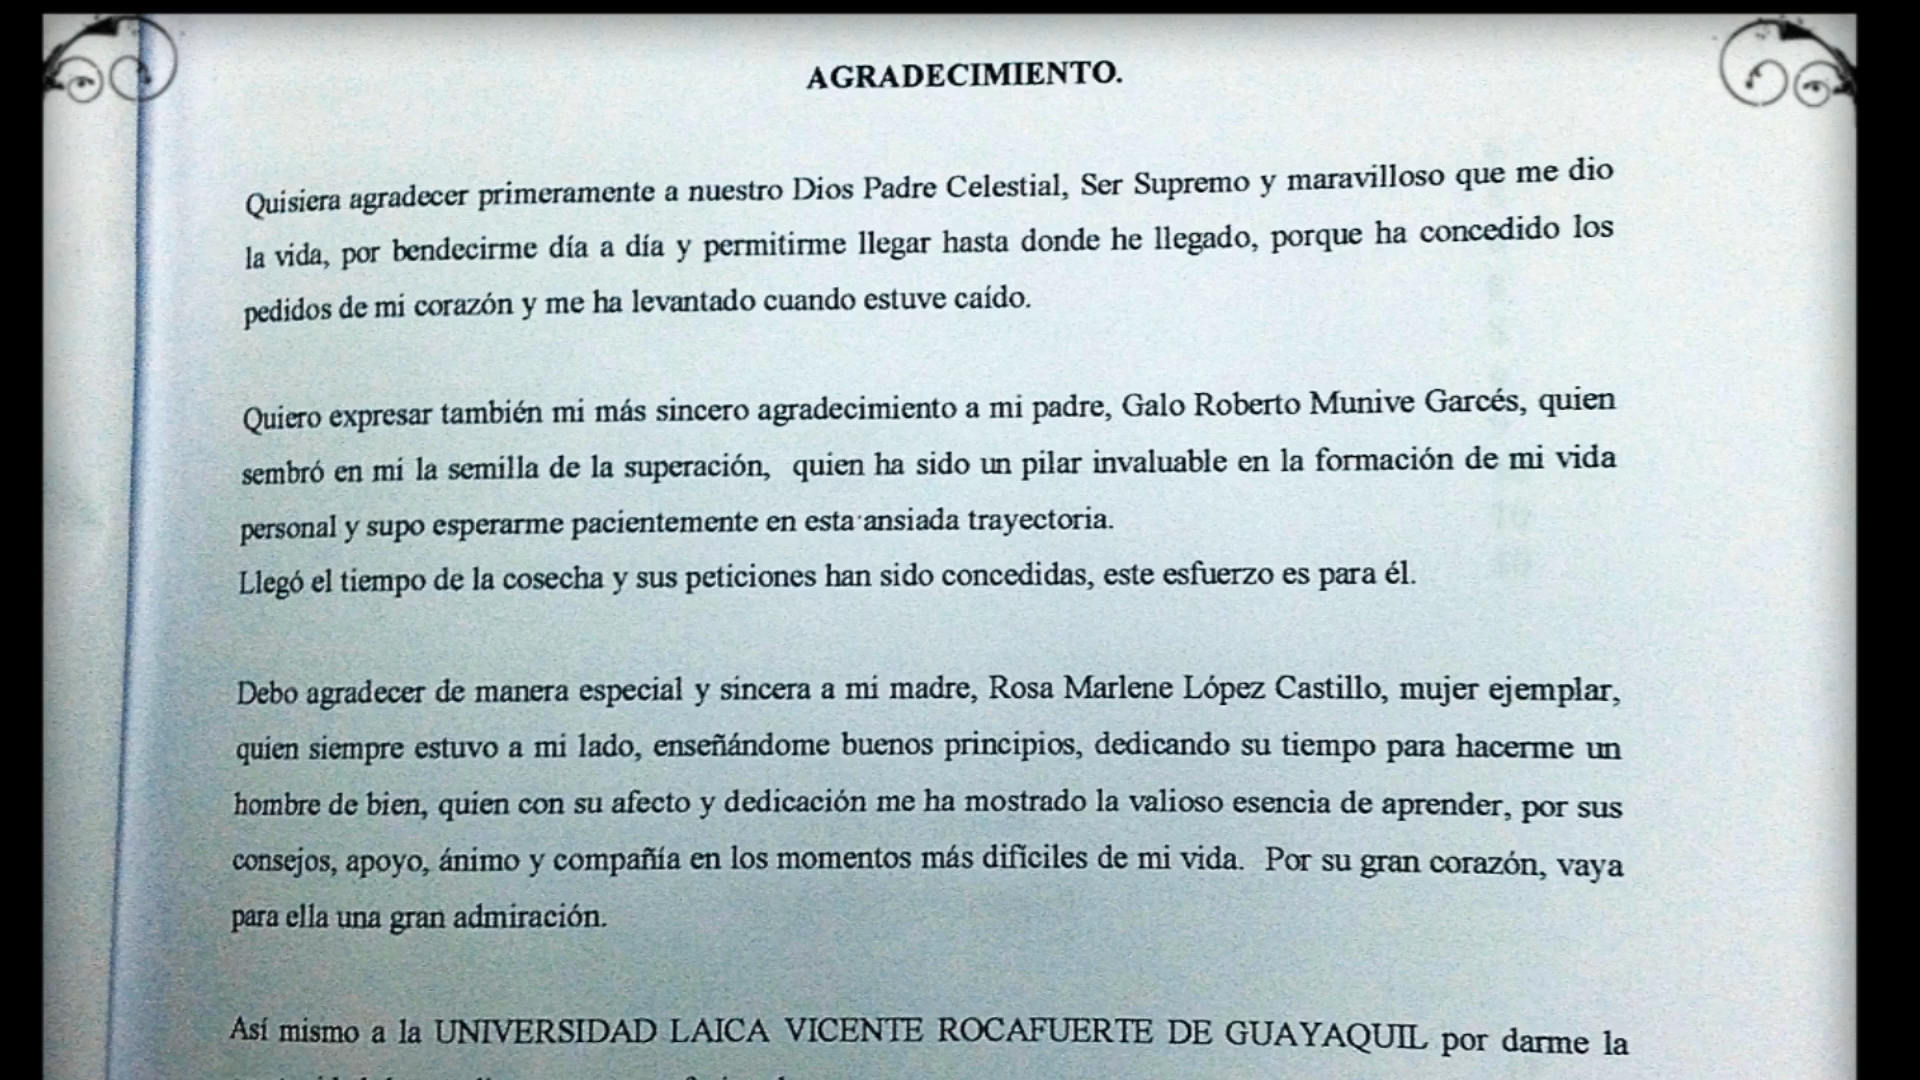 AGRADECIMIENTO.
Quisiera agradecer primeramente a nuestro Dios Padre Celestial, Ser Supremo y maravilloso que me dio
la vida, por bendecirme día a día y permitirme llegar hasta donde he llegado, porque ha concedido los
pedidos de mi corazón y me ha levantado cuando estuve caído.
Quiero expresar también mi más sincero agradecimiento a mi padre, Galo Roberto Munive Garcés, quien
sembró en mí la semilla de la superación, quien ha sido un pilar invaluable en la formación de mi vida
personal y supo esperarme pacientemente en esta ansiada trayectoria.
Llegó el tiempo de la cosecha y sus peticiones han sido concedidas, este esfuerzo es para él.
Debo agradecer de manera especial y sincera a mi madre, Rosa Marlene López Castillo, mujer ejemplar,
quien siempre estuvo a mi lado, enseñándome buenos principios, dedicando su tiempo para hacerme un
hombre de bien, quien con su afecto y dedicación me ha mostrado la valioso esencia de aprender, por sus
consejos, apoyo, ánimo y compañía en los momentos más difíciles de mi vida. Por su gran corazón, vaya
para ella una gran admiración.
Así mismo a la UNIVERSIDAD LAICA VICENTE ROCAFUERTE DE GUAYAQUIL por darme la